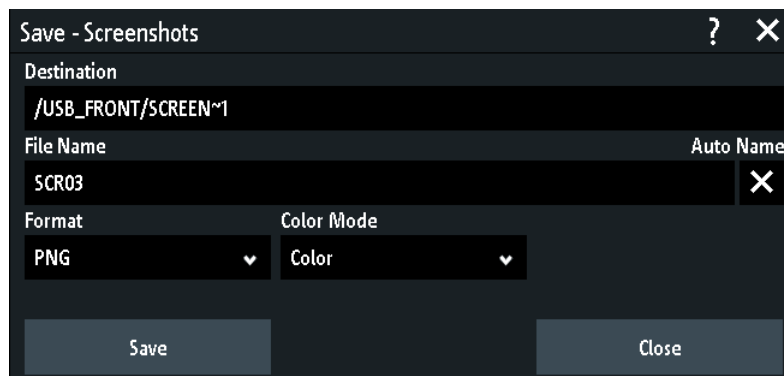 Save - Screenshots ?
Destination
/USB_FRONT/SCREEN~1
File Name Auto Name
SCR03
Format Color Mode
PNG Color
Save Close